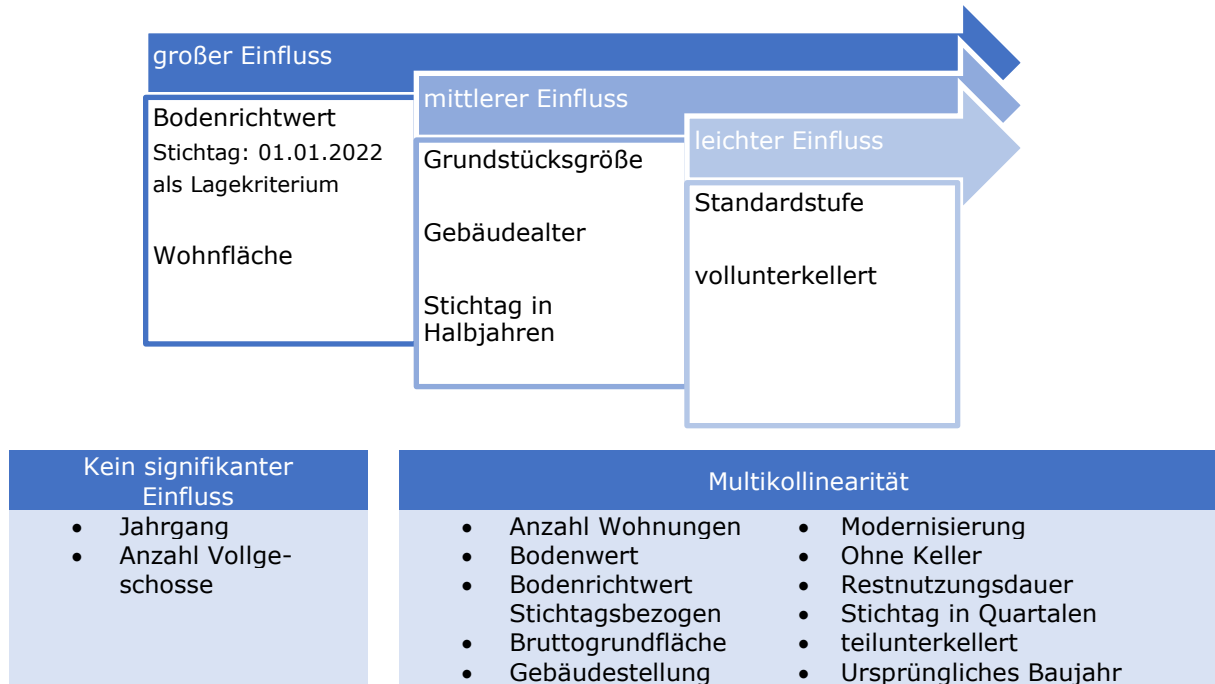 großer Einfluss
Bodenrichtwert
Stichtag: 01.01.2022
als Lagekriterium
Wohnfläche
mittlerer Einfluss
Grundstücksgröße
Gebäudealter
Stichtag in
Halbjahren
leichter Einfluss
Standardstufe
vollunterkellert
Kein signifikanter
Einfluss
• Jahrgang
• Anzahl Vollge-
schosse
Multikollinearität
• Anzahl Wohnungen
• Bodenwert
• Bodenrichtwert
Stichtagsbezogen
• Bruttogrundfläche
• Gebäudestellung
• Modernisierung
• Ohne Keller
• Restnutzungsdauer
• Stichtag in Quartalen
• teilunterkellert
• Ursprüngliches Baujahr